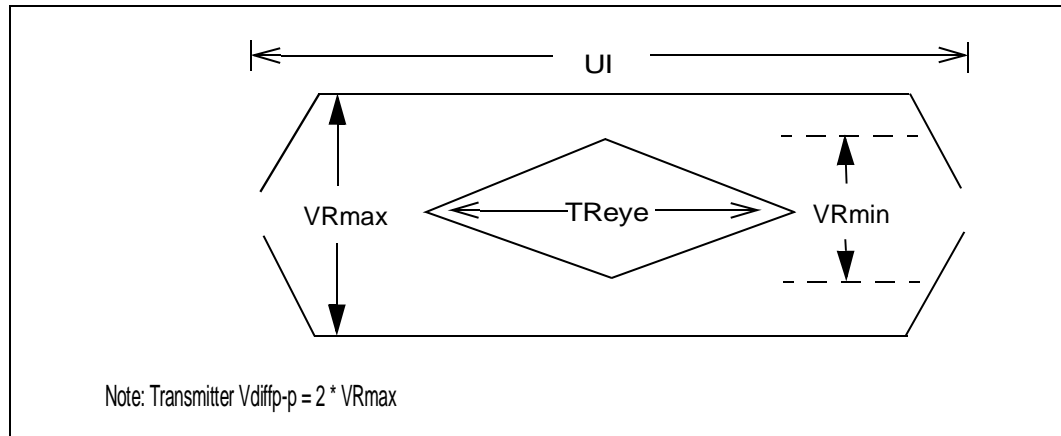 UI
VRmax
TReye
VRmin
Note: Transmitter Vdiffp-p = 2 * VRmax